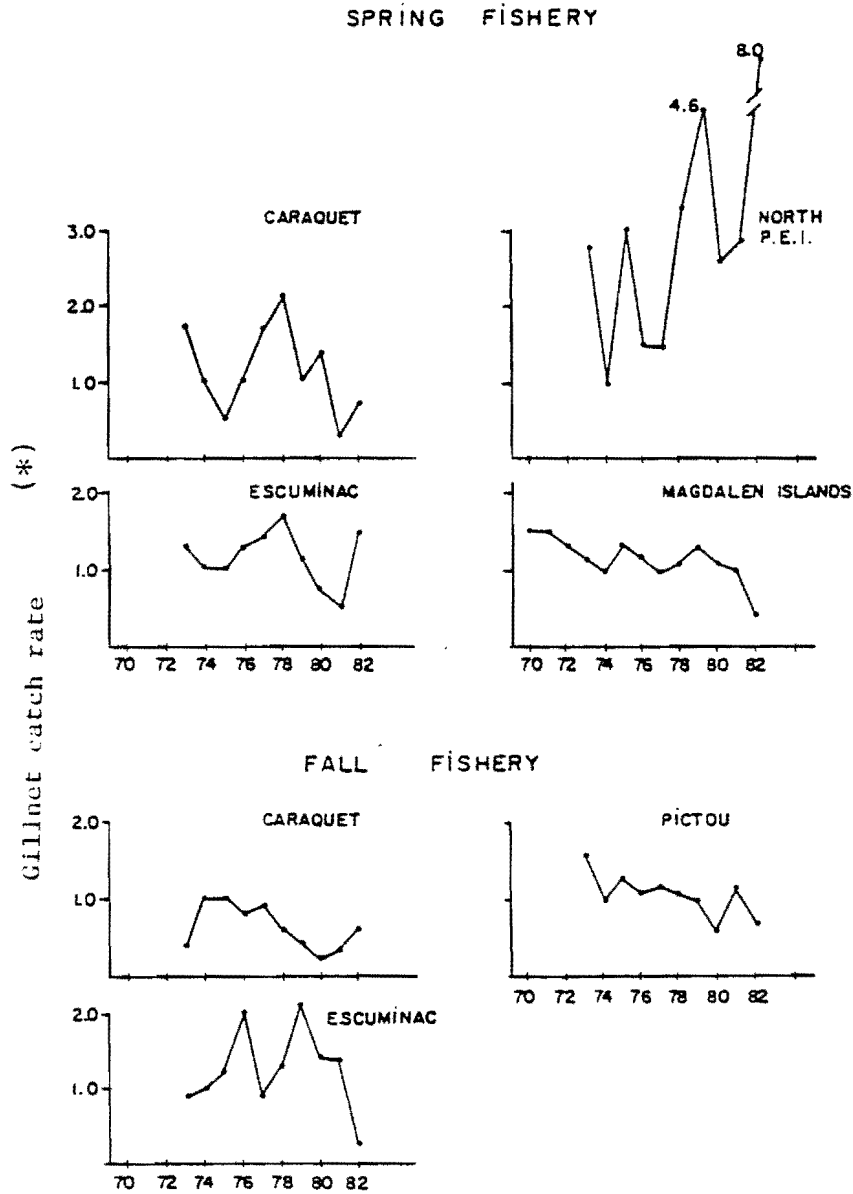 SPRING FISHERY
8.0
4.6
CARAQUET
NORTH
P.E.I.
3.0
2.0
1.0
ESCUMINAC
MAGDALEN ISLANDS
2.0
1.0
70 72 74 76 78 80 82
70 72 74 76 78 80 82
Gillnet catch rate (*)
FALL FISHERY
CARAQUET
PICTOU
2.0
1.0
70 72 74 76 78 80 82
ESCUMINAC
2.0
1.0
70 72 74 76 78 80 82